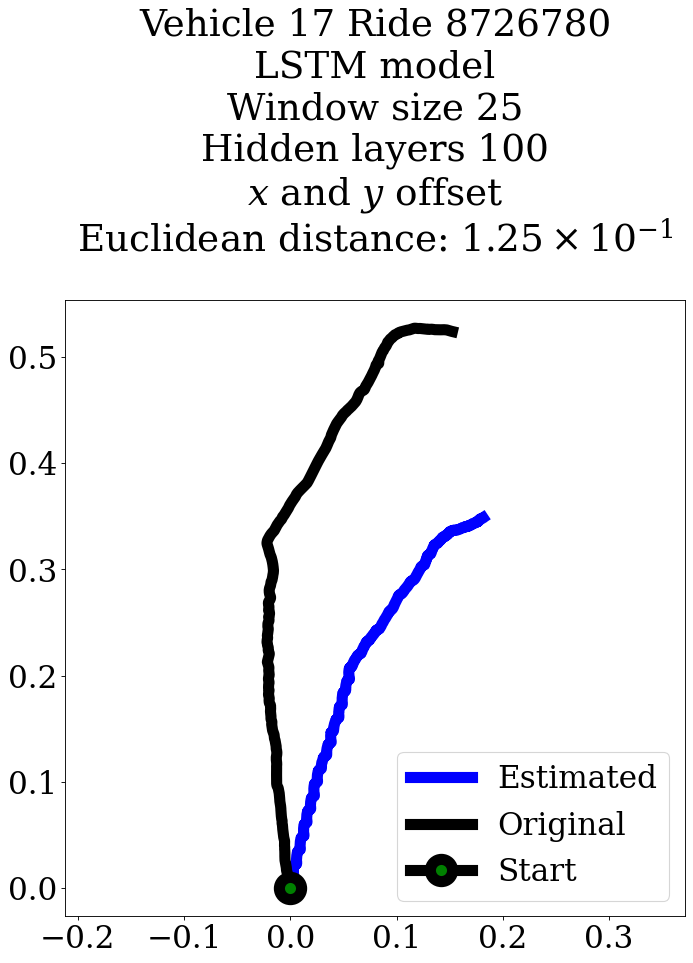 Vehicle 17 Ride 8726780
LSTM model
Window size 25
Hidden layers 100
x and y offset
Euclidean distance: 1.25 × 10⁻¹
0.5
0.4
0.3
0.2
0.1
0.0
Estimated
Original
Start
−0.2 −0.1 0.0 0.1 0.2 0.3